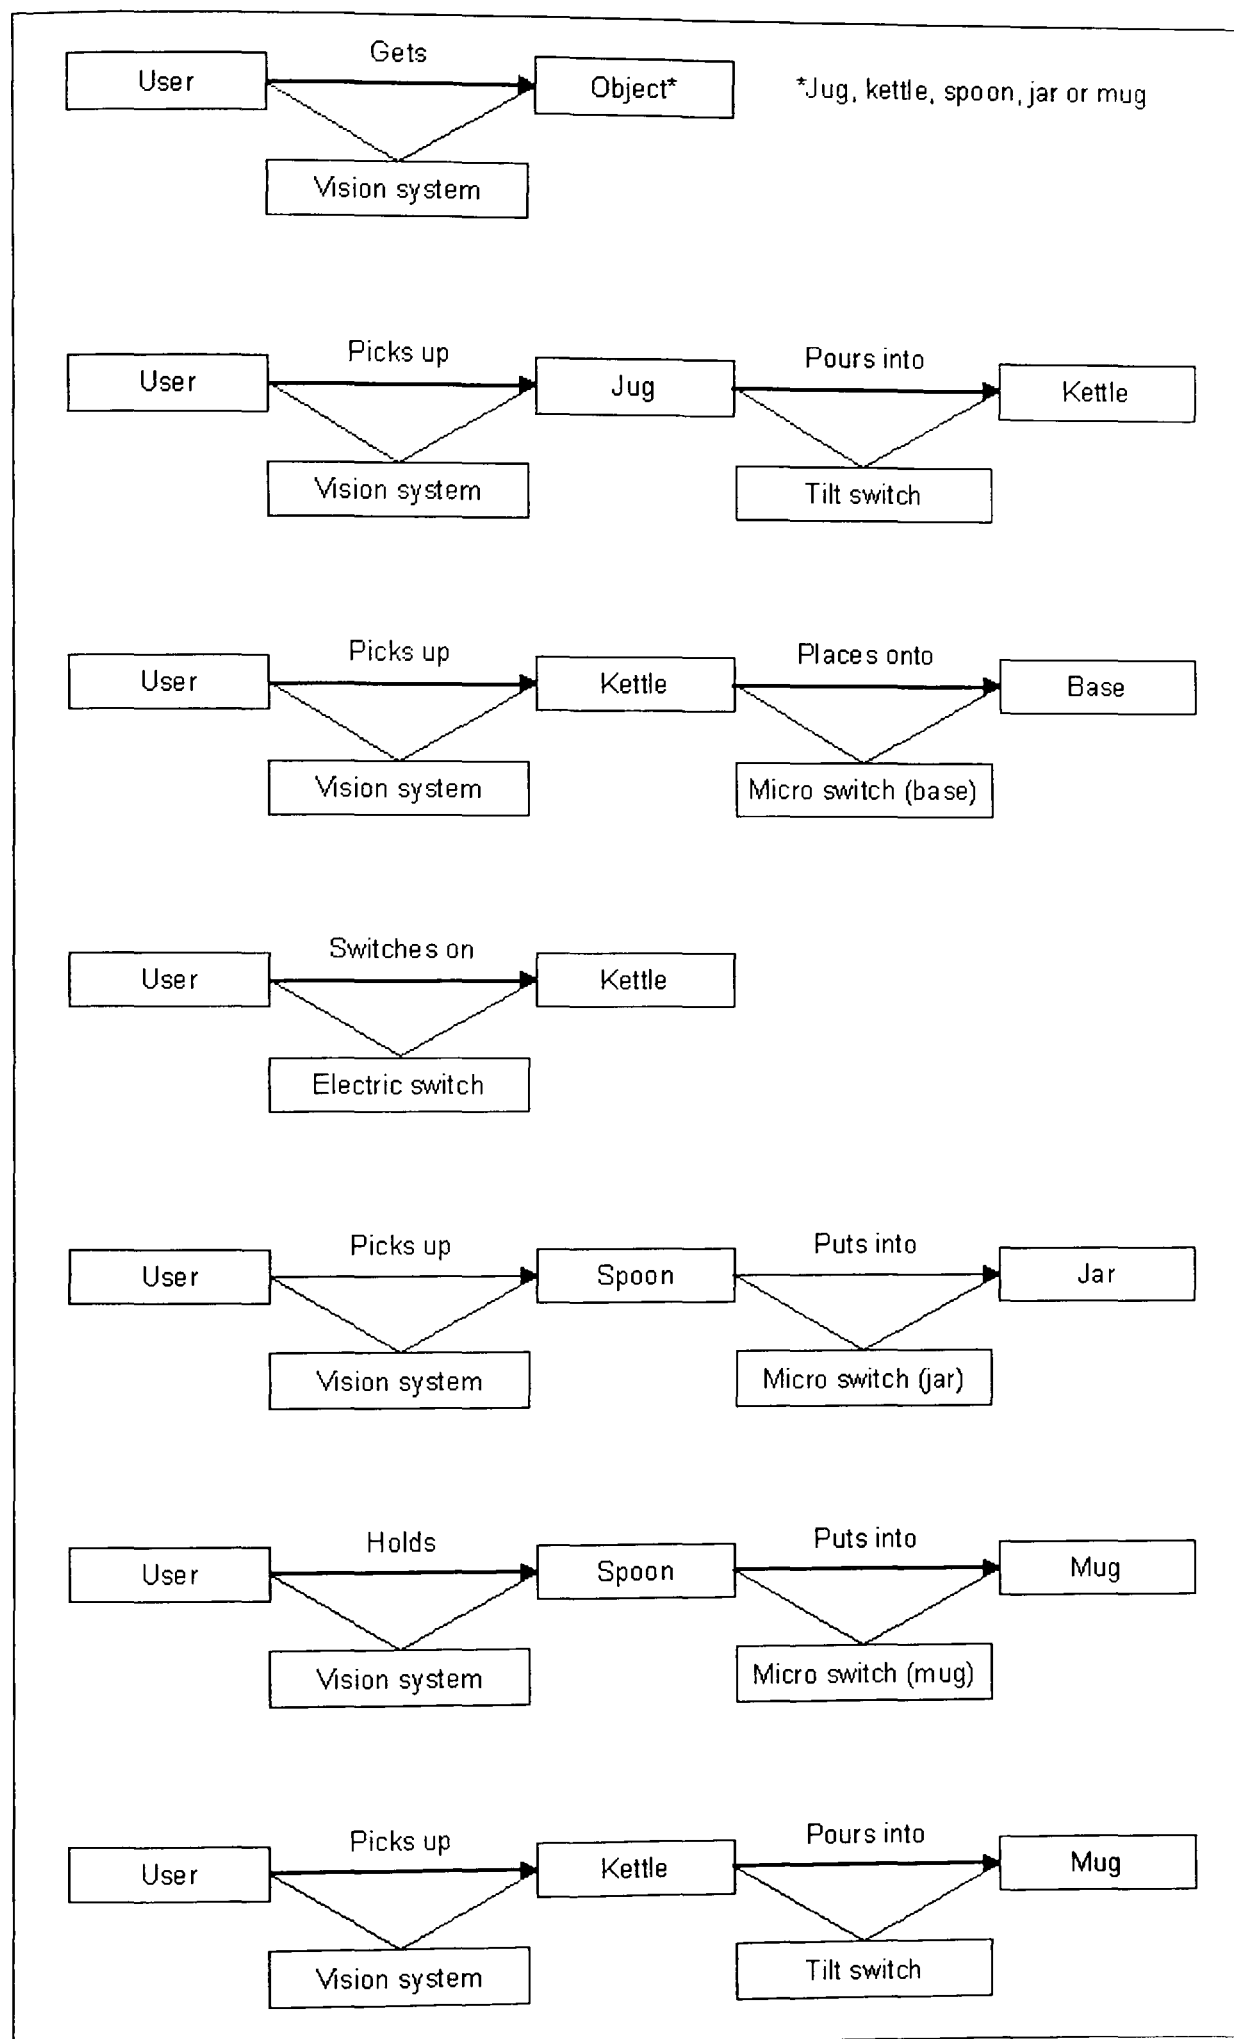 Gets
User
Object*
*Jug, kettle, spoon, jar or mug
Vision system
Picks up
Pours into
User
Jug
Kettle
Vision system
Tilt switch
Picks up
Places onto
User
Kettle
Base
Vision system
Micro switch (base)
Switches on
User
Kettle
Electric switch
Picks up
Puts into
User
Spoon
Jar
Vision system
Micro switch (jar)
Holds
Puts into
User
Spoon
Mug
Vision system
Micro switch (mug)
Picks up
Pours into
User
Kettle
Mug
Vision system
Tilt switch